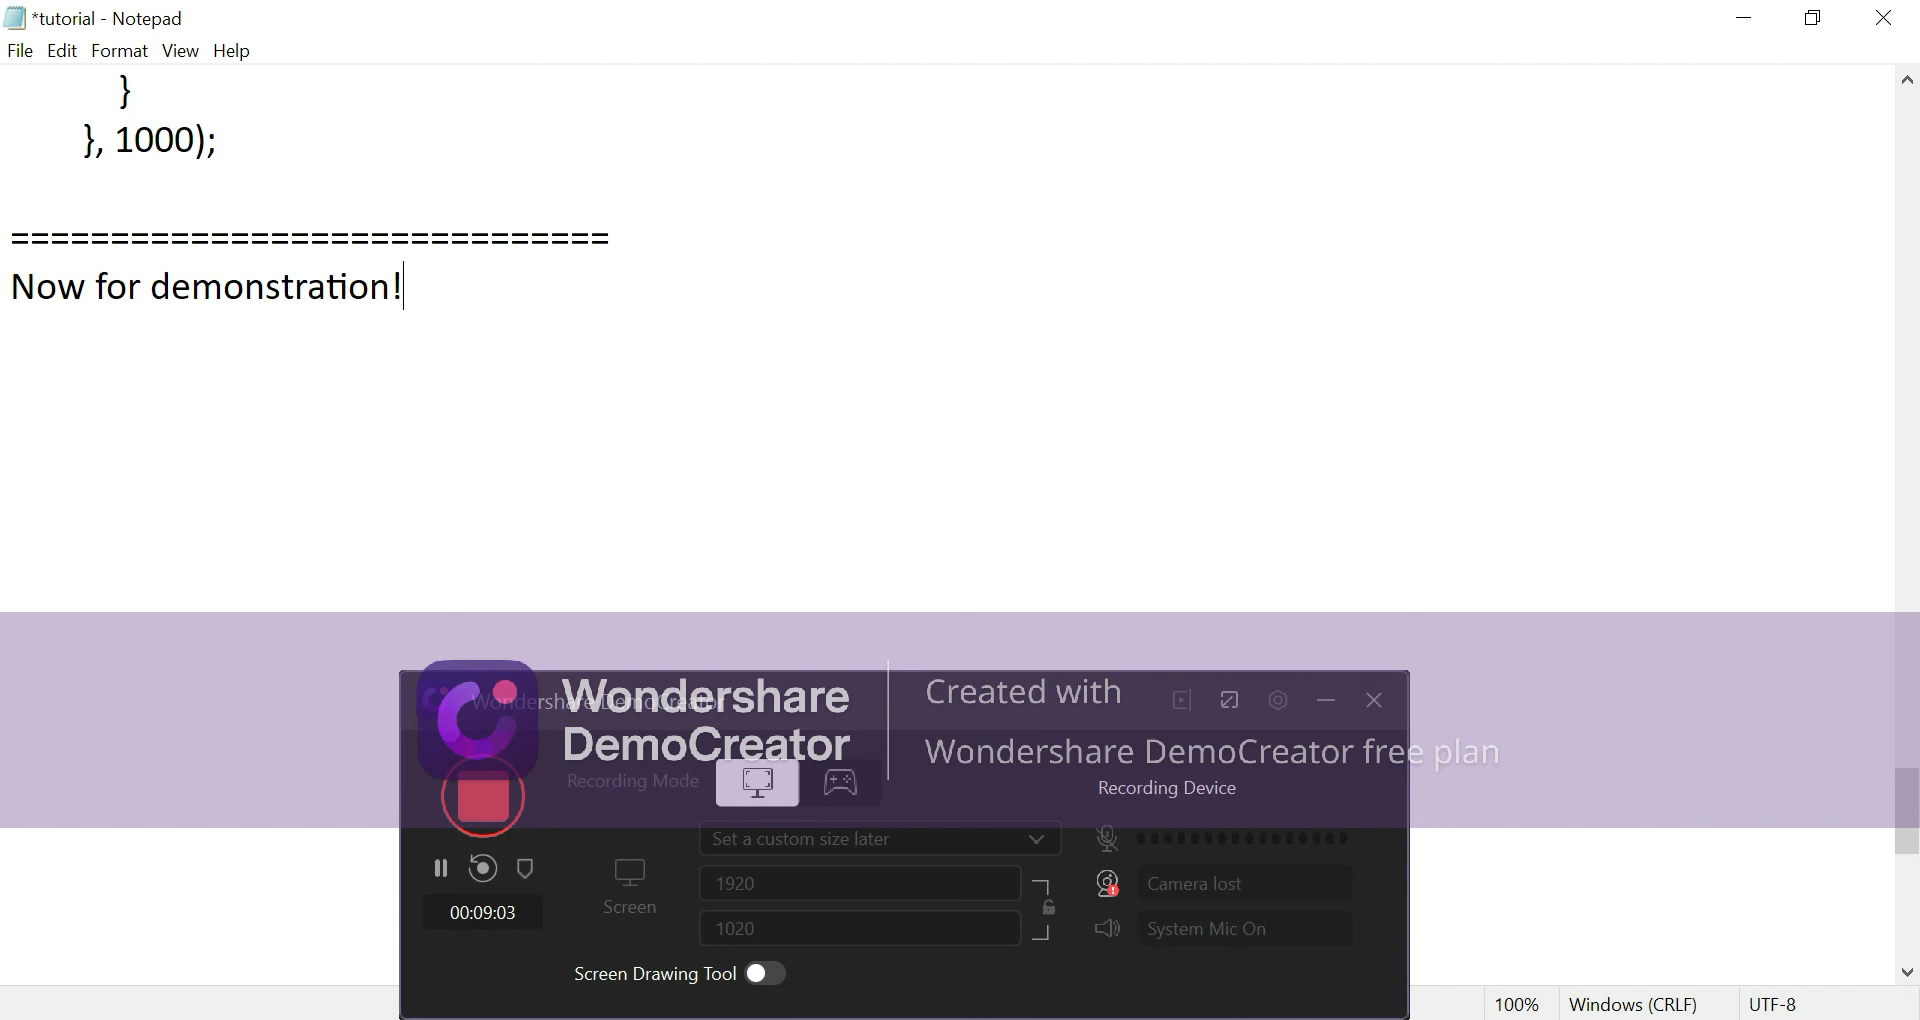 *tutorial - Notepad
File Edit Format View Help
}
}, 1000);
==============================
Now for demonstration!
Wondershare DemoCreator
Wondershare
DemoCreator
Created with
Wondershare DemoCreator free plan
Recording Mode
Recording Device
Set a custom size later
1920
Camera lost
Screen
00:09:03
1020
System Mic On
Screen Drawing Tool
100%
Windows (CRLF)
UTF-8